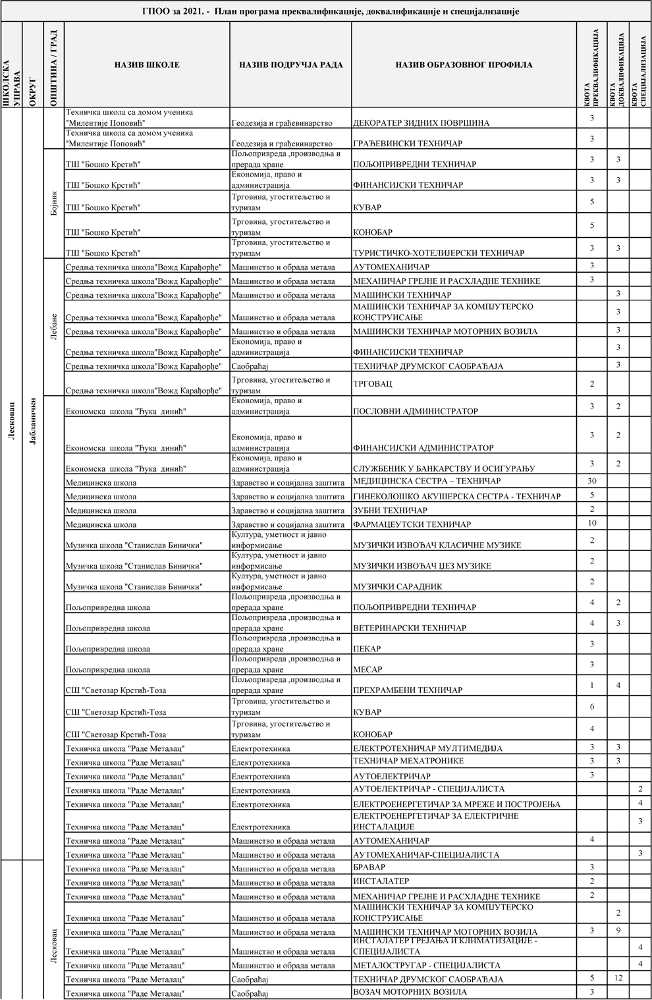 ГПОО за 2021. - План програма преквалификације, доквалификације и специјализације
ШКОЛСКА УПРАВА ОКРУГ ОПШТИНА / ГРАД НАЗИВ ШКОЛЕ НАЗИВ ПОДРУЧЈА РАДА НАЗИВ ОБРАЗОВНОГ ПРОФИЛА КВОТА ПРЕКВАЛИФИКАЦИЈА КВОТА ДОКВАЛИФИКАЦИЈА КВОТА СПЕЦИЈАЛИЗАЦИЈА
Лесковац
Јабланички
Техничка школа са домом ученика "Милентије Поповић" Геодезија и грађевинарство ДЕКОРАТЕР ЗИДНИХ ПОВРШИНА 3
Техничка школа са домом ученика "Милентије Поповић" Геодезија и грађевинарство ГРАЂЕВИНСКИ ТЕХНИЧАР 3
Бојник
ТШ "Бошко Крстић" Пољопривреда ,производња и прерада хране ПОЉОПРИВРЕДНИ ТЕХНИЧАР 3 3
ТШ "Бошко Крстић" Економија, право и администрација ФИНАНСИЈСКИ ТЕХНИЧАР 3 3
ТШ "Бошко Крстић" Трговина, угоститељство и туризам КУВАР 5
ТШ "Бошко Крстић" Трговина, угоститељство и туризам КОНОБАР 5
ТШ "Бошко Крстић" Трговина, угоститељство и туризам ТУРИСТИЧКО-ХОТЕЛИЈЕРСКИ ТЕХНИЧАР 3 3
Лебане
Средња техничка школа"Вожд Карађорђе" Машинство и обрада метала АУТОМЕХАНИЧАР 3
Средња техничка школа"Вожд Карађорђе" Машинство и обрада метала МЕХАНИЧАР ГРЕЈНЕ И РАСХЛАДНЕ ТЕХНИКЕ 3
Средња техничка школа"Вожд Карађорђе" Машинство и обрада метала МАШИНСКИ ТЕХНИЧАР 3
Средња техничка школа"Вожд Карађорђе" Машинство и обрада метала МАШИНСКИ ТЕХНИЧАР ЗА КОМПЈУТЕРСКО КОНСТРУИСАЊЕ 3
Средња техничка школа"Вожд Карађорђе" Машинство и обрада метала МАШИНСКИ ТЕХНИЧАР МОТОРНИХ ВОЗИЛА 3
Средња техничка школа"Вожд Карађорђе" Економија, право и администрација ФИНАНСИЈСКИ ТЕХНИЧАР 3
Средња техничка школа"Вожд Карађорђе" Саобраћај ТЕХНИЧАР ДРУМСКОГ САОБРАЋАЈА 3
Средња техничка школа"Вожд Карађорђе" Трговина, угоститељство и туризам ТРГОВАЦ 2
Лесковац
Економска школа "Ђука динић" Економија, право и администрација ПОСЛОВНИ АДМИНИСТРАТОР 3 2
Економска школа "Ђука динић" Економија, право и администрација ФИНАНСИЈСКИ АДМИНИСТРАТОР 3 2
Економска школа "Ђука динић" Економија, право и администрација СЛУЖБЕНИК У БАНКАРСТВУ И ОСИГУРАЊУ 3 2
Медицинска школа Здравство и социјална заштита МЕДИЦИНСКА СЕСТРА – ТЕХНИЧАР 30
Медицинска школа Здравство и социјална заштита ГИНЕКОЛОШКО АКУШЕРСКА СЕСТРА - ТЕХНИЧАР 5
Медицинска школа Здравство и социјална заштита ЗУБНИ ТЕХНИЧАР 2
Медицинска школа Здравство и социјална заштита ФАРМАЦЕУТСКИ ТЕХНИЧАР 10
Музичка школа "Станислав Бинички" Култура, уметност и јавно информисање МУЗИЧКИ ИЗВОЂАЧ КЛАСИЧНЕ МУЗИКЕ 2
Музичка школа "Станислав Бинички" Култура, уметност и јавно информисање МУЗИЧКИ ИЗВОЂАЧ ЏЕЗ МУЗИКЕ 2
Музичка школа "Станислав Бинички" Култура, уметност и јавно информисање МУЗИЧКИ САРАДНИК 2
Пољопривредна школа Пољопривреда ,производња и прерада хране ПОЉОПРИВРЕДНИ ТЕХНИЧАР 4 2
Пољопривредна школа Пољопривреда ,производња и прерада хране ВЕТЕРИНАРСКИ ТЕХНИЧАР 4 3
Пољопривредна школа Пољопривреда ,производња и прерада хране ПЕКАР 3
Пољопривредна школа Пољопривреда ,производња и прерада хране МЕСАР 3
СШ "Светозар Крстић-Тоза Пољопривреда ,производња и прерада хране ПРЕХРАМБЕНИ ТЕХНИЧАР 1 4
СШ "Светозар Крстић-Тоза Трговина, угоститељство и туризам КУВАР 6
СШ "Светозар Крстић-Тоза Трговина, угоститељство и туризам КОНОБАР 4
Техничка школа "Раде Металац" Електротехника ЕЛЕКТРОТЕХНИЧАР МУЛТИМЕДИЈА 3 3
Техничка школа "Раде Металац" Електротехника ТЕХНИЧАР МЕХАТРОНИКЕ 3 3
Техничка школа "Раде Металац" Електротехника АУТОЕЛЕКТРИЧАР 3
Техничка школа "Раде Металац" Електротехника АУТОЕЛЕКТРИЧАР - СПЕЦИЈАЛИСТА 2
Техничка школа "Раде Металац" Електротехника ЕЛЕКТРОЕНЕРГЕТИЧАР ЗА МРЕЖЕ И ПОСТРОЈЕЊА 4
Техничка школа "Раде Металац" Електротехника ЕЛЕКТРОЕНЕРГЕТИЧАР ЗА ЕЛЕКТРИЧНЕ ИНСТАЛАЦИЈЕ 3
Техничка школа "Раде Металац" Машинство и обрада метала АУТОМЕХАНИЧАР 4
Техничка школа "Раде Металац" Машинство и обрада метала АУТОМЕХАНИЧАР-СПЕЦИЈАЛИСТА 3
Техничка школа "Раде Металац" Машинство и обрада метала БРАВАР 3
Техничка школа "Раде Металац" Машинство и обрада метала ИНСТАЛАТЕР 2
Техничка школа "Раде Металац" Машинство и обрада метала МЕХАНИЧАР ГРЕЈНЕ И РАСХЛАДНЕ ТЕХНИКЕ 2
Техничка школа "Раде Металац" Машинство и обрада метала МАШИНСКИ ТЕХНИЧАР ЗА КОМПЈУТЕРСКО КОНСТРУИСАЊЕ 2
Техничка школа "Раде Металац" Машинство и обрада метала МАШИНСКИ ТЕХНИЧАР МОТОРНИХ ВОЗИЛА 3 9
Техничка школа "Раде Металац" Машинство и обрада метала ИНСТАЛАТЕР ГРЕЈАЊА И КЛИМАТИЗАЦИЈЕ - СПЕЦИЈАЛИСТА 4
Техничка школа "Раде Металац" Машинство и обрада метала МЕТАЛОСТРУГАР - СПЕЦИЈАЛИСТА 4
Техничка школа "Раде Металац" Саобраћај ТЕХНИЧАР ДРУМСКОГ САОБРАЋАЈА 5 12
Техничка школа "Раде Металац" Саобраћај ВОЗАЧ МОТОРНИХ ВОЗИЛА 3